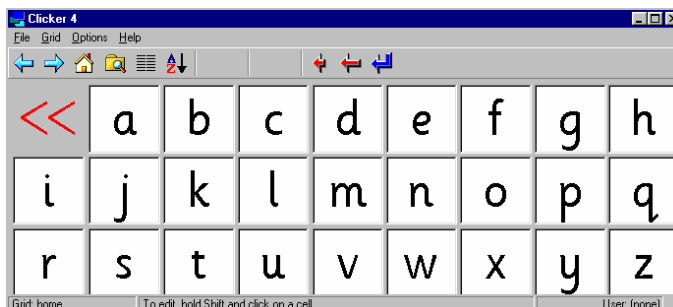 Clicker 4
File Grid Options Help
A Z
<< a b c d e f g h
i j k l m n o p q
r s t u v w x y z
Grid: home To edit, hold Shift and click on a cell User: (none)